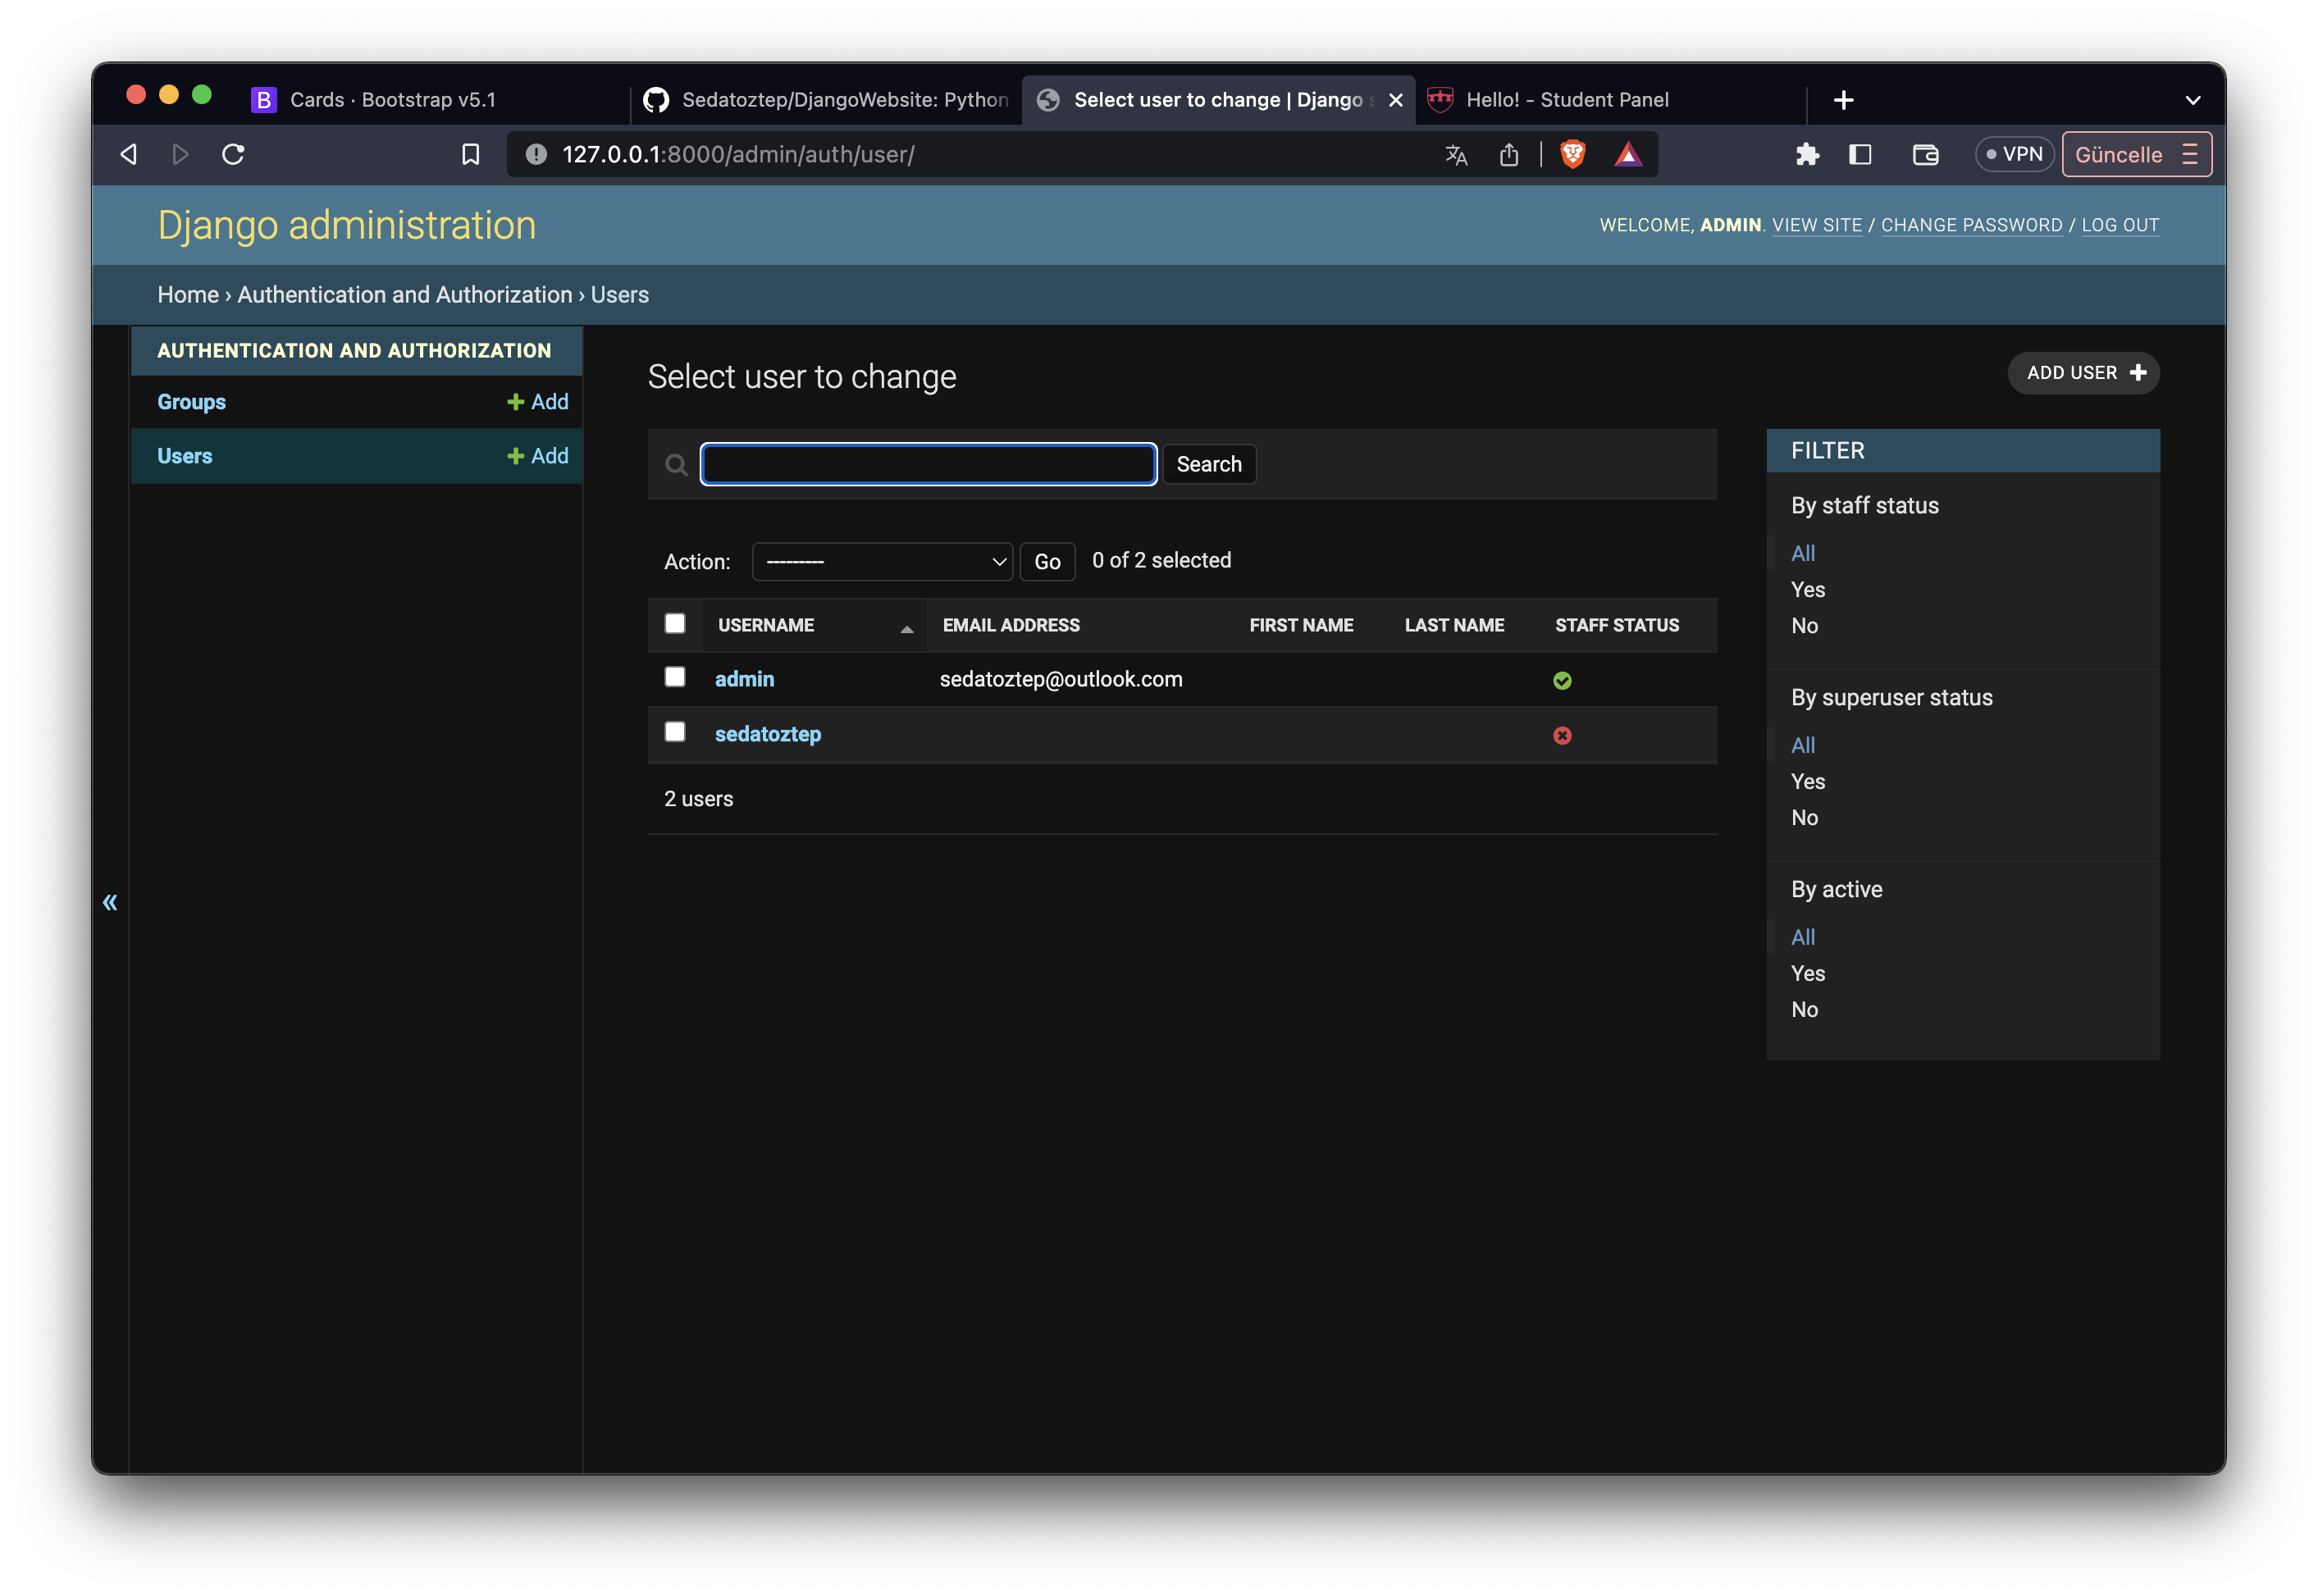 B Cards · Bootstrap v5.1
Sedatoztep/DjangoWebsite: Python
Select user to change | Django
Hello! - Student Panel
127.0.0.1:8000/admin/auth/user/
VPN
Güncelle
Django administration
WELCOME, ADMIN. VIEW SITE / CHANGE PASSWORD / LOG OUT
Home › Authentication and Authorization › Users
AUTHENTICATION AND AUTHORIZATION
Groups + Add
Users + Add
«
Select user to change
ADD USER +
Search
Action: --------- Go 0 of 2 selected
USERNAME EMAIL ADDRESS FIRST NAME LAST NAME STAFF STATUS
admin sedatoztep@outlook.com
sedatoztep
2 users
FILTER
By staff status
All
Yes
No
By superuser status
All
Yes
No
By active
All
Yes
No